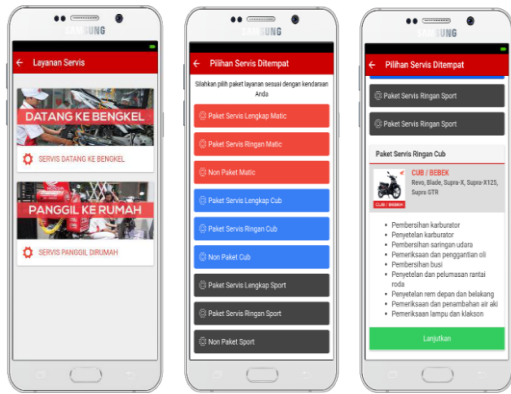 SAMSUNG
Layanan Servis
DATANG KE BENGKEL
SERVIS DATANG KE BENGKEL
PANGGIL KE RUMAH
SERVIS PANGGIL DIRUMAH
SAMSUNG
Pilihan Servis Ditempat
Silahkan pilih paket layanan sesuai dengan kendaraan
Anda
Paket Servis Lengkap Matic
Paket Servis Ringan Matic
Non Paket Matic
Paket Servis Lengkap Cub
Paket Servis Ringan Cub
Non Paket Cub
Paket Servis Lengkap Sport
Paket Servis Ringan Sport
Non Paket Sport
SAMSUNG
Pilihan Servis Ditempat
Paket Servis Ringan Sport
Paket Servis Ringan Sport
Paket Servis Ringan Cub
CUB / BEBEK
Revo, Blade, Supra-X, Supra-X125,
Supra GTR
CUB / BEBEK
• Pembersihan karburator
• Penyetelan karburator
• Pembersihan saringan udara
• Pemeriksaan dan penggantian oli
• Pembersihan busi
• Penyetelan dan pelumasan rantai
roda
• Penyetelan rem depan dan belakang
• Pemeriksaan dan penambahan air aki
• Pemeriksaan lampu dan klakson
Lanjutkan